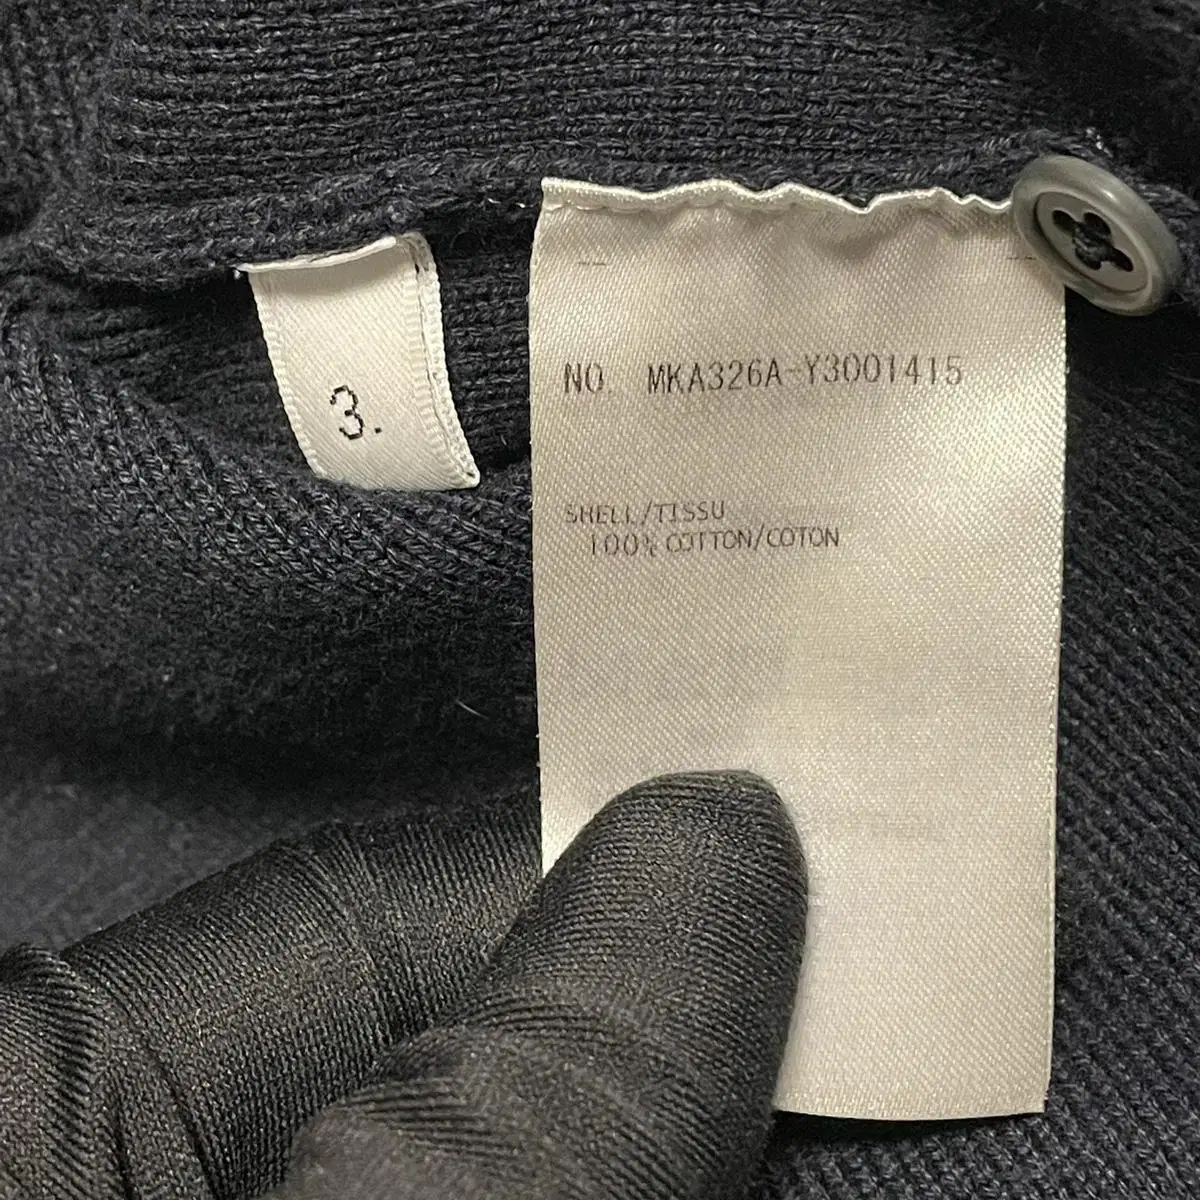 3.
NO. MKA326A-Y3001415
SHELL/TISSU
100% COTTON/COTON